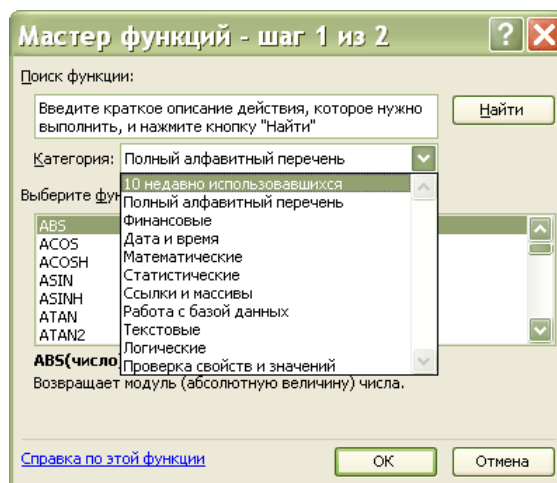 Мастер функций - шаг 1 из 2
Поиск функции:
Введите краткое описание действия, которое нужно
выполнить, и нажмите кнопку "Найти"
Найти
Категория:
Полный алфавитный перечень
10 недавно использовавшихся
Полный алфавитный перечень
Финансовые
Дата и время
Математические
Статистические
Ссылки и массивы
Работа с базой данных
Текстовые
Логические
Проверка свойств и значений
Выберите фун
ABS
ACOS
ACOSH
ASIN
ASINH
ATAN
ATAN2
ABS(число)
Возвращает модуль (абсолютную величину) числа.
Справка по этой функции
ОК
Отмена